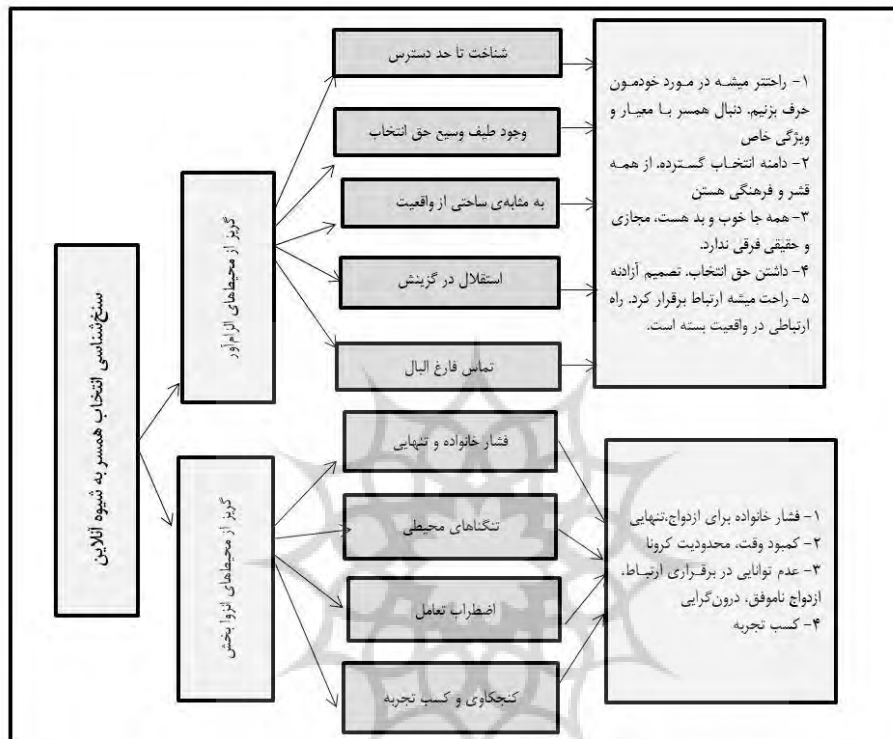 سنخ‌شناسی انتخاب همسر به شیوه آنلاین
گریز از محیط‌های الزام‌آور
شناخت تا حد دسترس
وجود طیف وسیع حق انتخاب
به مثابه‌ی ساحتی از واقعیت
استقلال در گزینش
تماس فارغ البال
۱- راحتتر میشه در مورد خودمون
حرف بزنیم. دنبال همسر با معیار و
ویژگی خاص
۲- دامنه انتخاب گسترده. از همه
قشر و فرهنگی هستن
۳- همه جا خوب و بد هست، مجازی
و حقیقی فرقی ندارد.
۴- داشتن حق انتخاب. تصمیم آزادنه
۵- راحت میشه ارتباط برقرار کرد. راه
ارتباطی در واقعیت بسته است.
گریز از محیط‌های انزوا بخش
فشار خانواده و تنهایی
تنگناهای محیطی
اضطراب تعامل
کنجکاوی و کسب تجربه
۱- فشار خانواده برای ازدواج،تنهایی
۲- کمبود وقت، محدودیت کرونا
۳- عدم توانایی در برقراری ارتباط،
ازدواج ناموفق، درون‌گرایی
۴- کسب تجربه